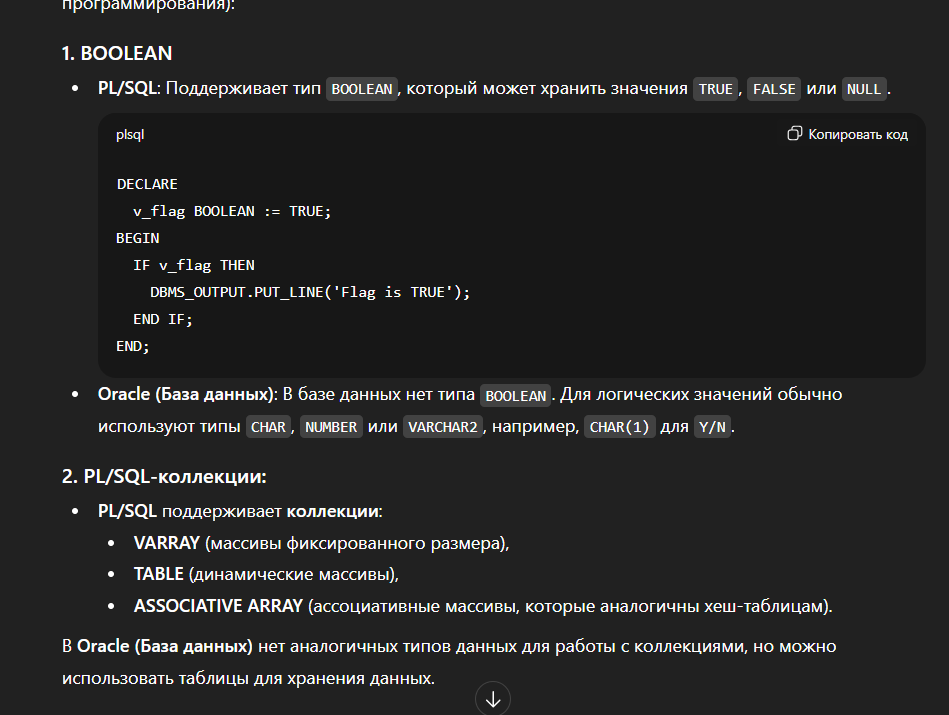 программирования):
1. BOOLEAN
PL/SQL: Поддерживает тип BOOLEAN, который может хранить значения TRUE, FALSE или NULL.
plsql
Копировать код
DECLARE
  v_flag BOOLEAN := TRUE;
BEGIN
  IF v_flag THEN
    DBMS_OUTPUT.PUT_LINE('Flag is TRUE');
  END IF;
END;
Oracle (База данных): В базе данных нет типа BOOLEAN. Для логических значений обычно
используют типы CHAR, NUMBER или VARCHAR2, например, CHAR(1) для Y/N.
2. PL/SQL-коллекции:
PL/SQL поддерживает коллекции:
VARRAY (массивы фиксированного размера),
TABLE (динамические массивы),
ASSOCIATIVE ARRAY (ассоциативные массивы, которые аналогичны хеш-таблицам).
В Oracle (База данных) нет аналогичных типов данных для работы с коллекциями, но можно
использовать таблицы для хранения данных.